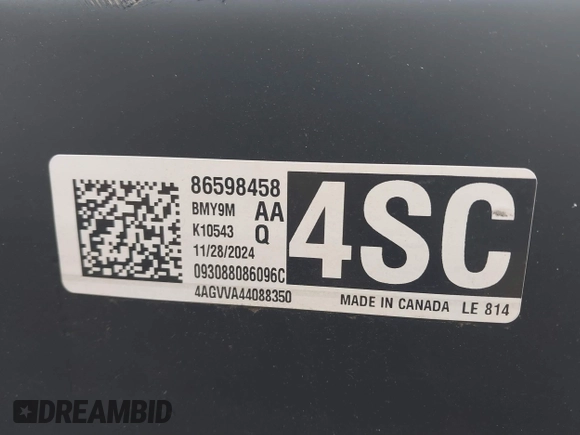 86598458
BMY9M AA
K10543 Q
11/28/2024
093088086096C
4AGVVA44088350
4SC
MADE IN CANADA LE 814
DREAMBID